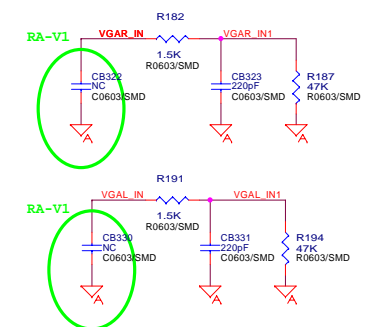 R182
RA-V1
VGAR_IN
VGAR_IN1
1.5K
R0603/SMD
CB322
NC
C0603/SMD
CB323
220pF
C0603/SMD
R187
47K
R0603/SMD
A
A
A
R191
RA-V1
VGAL_IN
VGAL_IN1
1.5K
R0603/SMD
CB330
NC
C0603/SMD
CB331
220pF
C0603/SMD
R194
47K
R0603/SMD
A
A
A